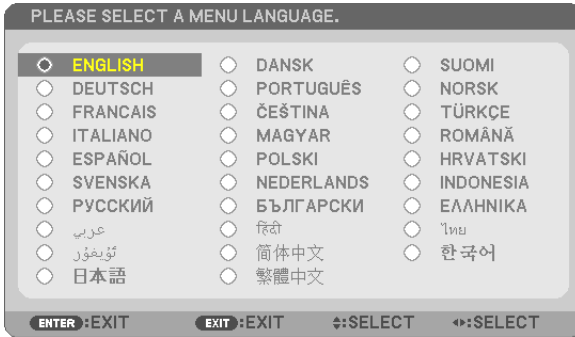 PLEASE SELECT A MENU LANGUAGE.
ENGLISH DANSK SUOMI
DEUTSCH PORTUGUÊS NORSK
FRANCAIS ČEŠTINA TÜRKÇE
ITALIANO MAGYAR ROMÂNĂ
ESPAÑOL POLSKI HRVATSKI
SVENSKA NEDERLANDS INDONESIA
РУССКИЙ БЪЛГАРСКИ ΕΛΛΗΝΙΚΑ
عربي हिंदी ไทย
ئۇيغۇر 简体中文 한국어
日本語 繁體中文
ENTER:EXIT EXIT:EXIT :SELECT :SELECT